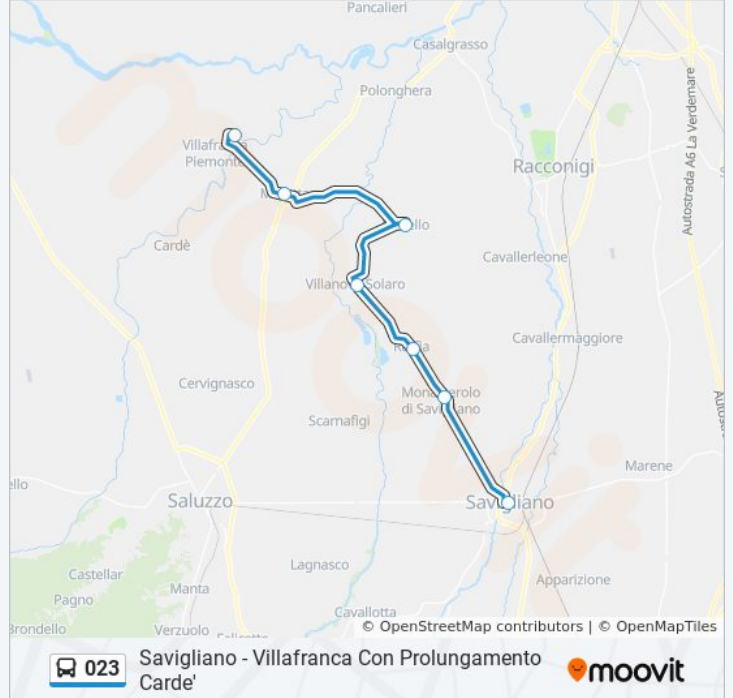 Pancalieri
Casalgrasso
Polonghera
Villafranca
Piemonte
Racconigi
Autostrada A6 La Verdemare
Cardè
Cavallerleone
Villanova Solaro
Cavallermaggiore
Cervignasco
Monasterolo
di Savigliano
Scarnafigi
Marene
Saluzzo
Savigliano
Lagnasco
Castellar
Apparizione
Pagno
Manta
Cavallotta
Brondello
Verzuolo
© OpenStreetMap contributors | © OpenMapTiles
023
Savigliano - Villafranca Con Prolungamento
Carde'
moovit